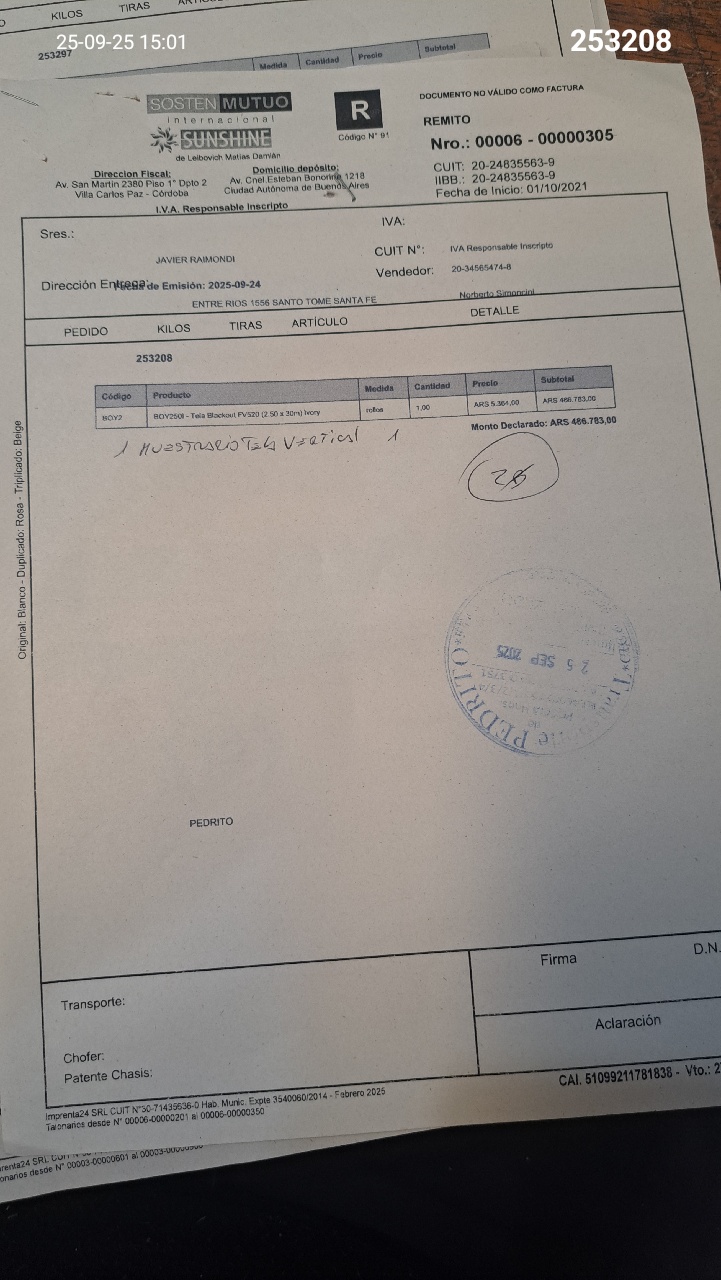 KILOS
TIRAS
253297
Medida Cantidad Precio Subtotal
25-09-25 15:01
253208
SOSTEN MUTUO
Internacional
SUNSHINE
de Leibovich Matias Damián
Direccion Fiscal:
Av. San Martin 2380 Piso 1° Dpto 2
Villa Carlos Paz - Córdoba
Domicilio depósito:
Av. Cnel.Esteban Bonorino 1218
Ciudad Autónoma de Buenos Aires
I.V.A. Responsable Inscripto
R
Código N° 91
DOCUMENTO NO VÁLIDO COMO FACTURA
REMITO
Nro.: 00006 - 00000305
CUIT: 20-24835563-9
IIBB.: 20-24835563-9
Fecha de Inicio: 01/10/2021
Sres.:
JAVIER RAIMONDI
IVA:
CUIT N°: IVA Responsable Inscripto
Vendedor: 20-34565474-8
Dirección Entrega:
Fecha de Emisión: 2025-09-24
ENTRE RIOS 1556 SANTO TOME SANTA FE
Norberto Simoncini
PEDIDO KILOS TIRAS ARTÍCULO DETALLE
253208
Código Producto Medida Cantidad Precio Subtotal
BOV2 BOV250I - Tela Blackout FV520 (2.50 x 30m) Ivory rollos 1,00 ARS 5.364,00 ARS 486.783,00
Monto Declarado: ARS 486.783,00
1 MUESTRARIO Tela Vertical 1
Original: Blanco - Duplicado: Rosa - Triplicado: Beige
25 SEP 2025
de PEDRITO
PEDRITO
Transporte:
Chofer:
Patente Chasis:
Firma
D.N.
Aclaración
Imprenta24 SRL CUIT N°30-71435636-0 Hab. Munic. Expte 3540060/2014 - Febrero 2025
Talonarios desde N° 00006-00000201 al 00006-00000350
CAI. 51099211781838 - Vto.: 2